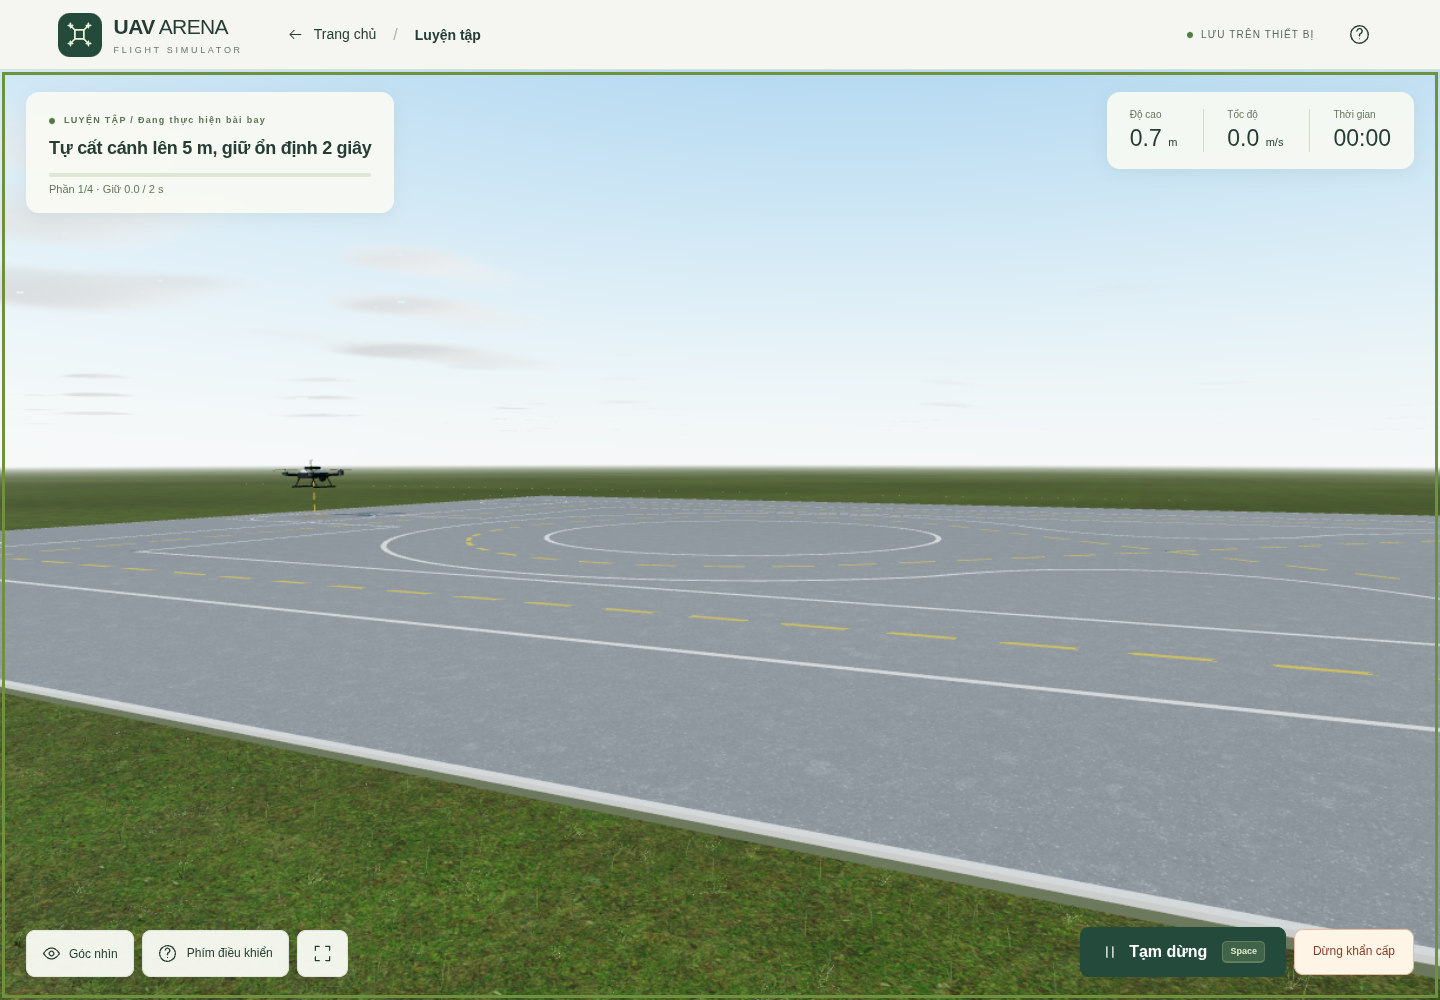 UAV ARENA
FLIGHT SIMULATOR
Trang chủ / Luyện tập
LƯU TRÊN THIẾT BỊ
LUYỆN TẬP / Đang thực hiện bài bay
Tự cất cánh lên 5 m, giữ ổn định 2 giây
Phần 1/4 · Giữ 0.0 / 2 s
Độ cao
0.7 m
Tốc độ
0.0 m/s
Thời gian
00:00
Góc nhìn
Phím điều khiển
Tạm dừng Space
Dừng khẩn cấp